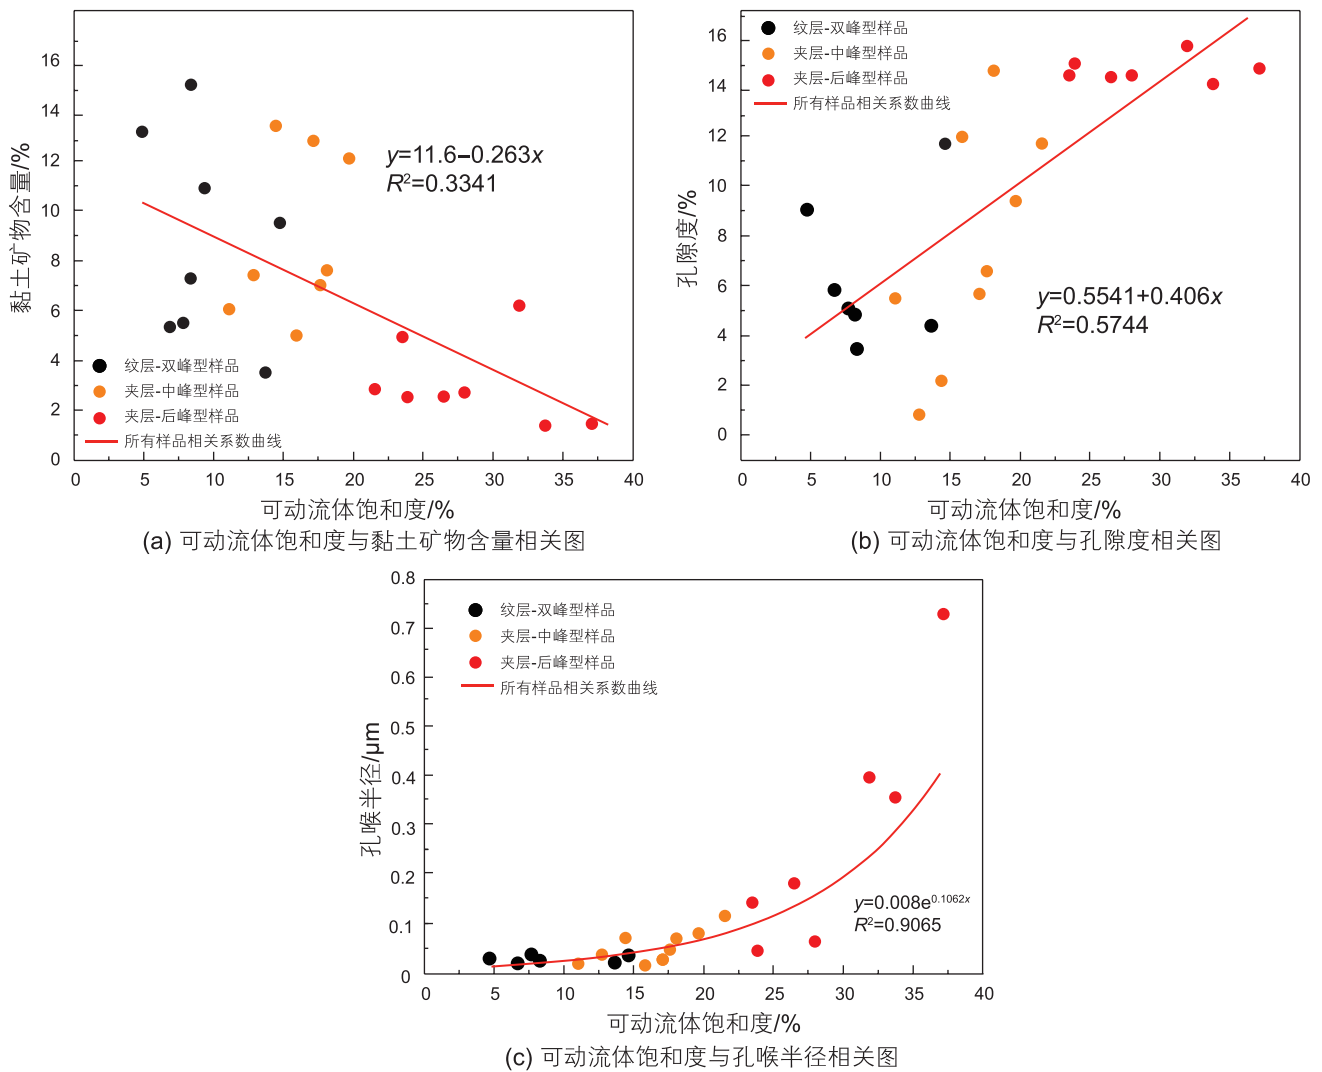 黏土矿物含量/%
16
14
12
10
8
6
4
2
0
y=11.6−0.263x
R²=0.3341
纹层-双峰型样品
夹层-中峰型样品
夹层-后峰型样品
所有样品相关系数曲线
0 5 10 15 20 25 30 35 40
可动流体饱和度/%
(a) 可动流体饱和度与黏土矿物含量相关图
孔隙度/%
16
14
12
10
8
6
4
2
0
纹层-双峰型样品
夹层-中峰型样品
夹层-后峰型样品
所有样品相关系数曲线
y=0.5541+0.406x
R²=0.5744
0 5 10 15 20 25 30 35 40
可动流体饱和度/%
(b) 可动流体饱和度与孔隙度相关图
孔喉半径/μm
0.8
0.7
0.6
0.5
0.4
0.3
0.2
0.1
0
纹层-双峰型样品
夹层-中峰型样品
夹层-后峰型样品
所有样品相关系数曲线
y=0.008e^0.1062x
R²=0.9065
0 5 10 15 20 25 30 35 40
可动流体饱和度/%
(c) 可动流体饱和度与孔喉半径相关图